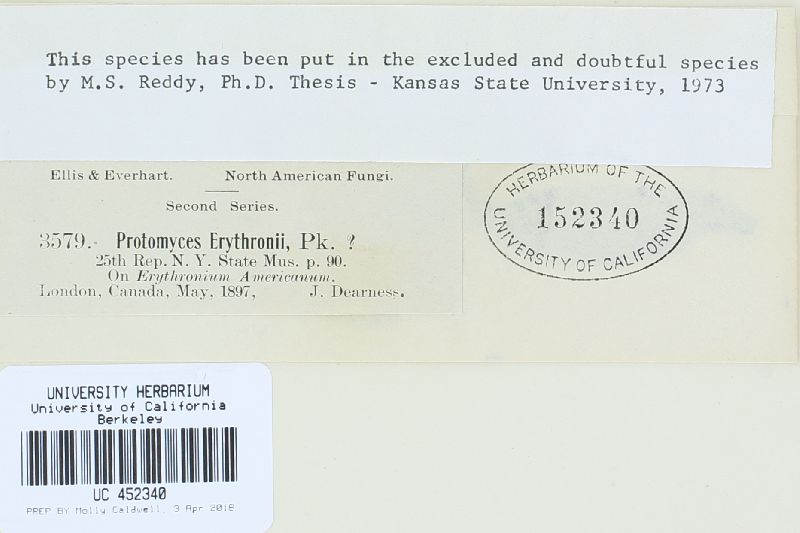 This species has been put in the excluded and doubtful species
by M.S. Reddy, Ph.D. Thesis - Kansas State University, 1973
Ellis & Everhart. North American Fungi.
Second Series.
3579. Protomyces Erythronii, Pk. ?
25th Rep. N. Y. State Mus. p. 90.
On Erythronium Americanum.
London, Canada, May, 1897, J. Dearness.
HERBARIUM OF THE
152340
UNIVERSITY OF CALIFORNIA
UNIVERSITY HERBARIUM
University of California
Berkeley
UC 452340
PREP BY Molly Caldwell, 3 Apr 2018